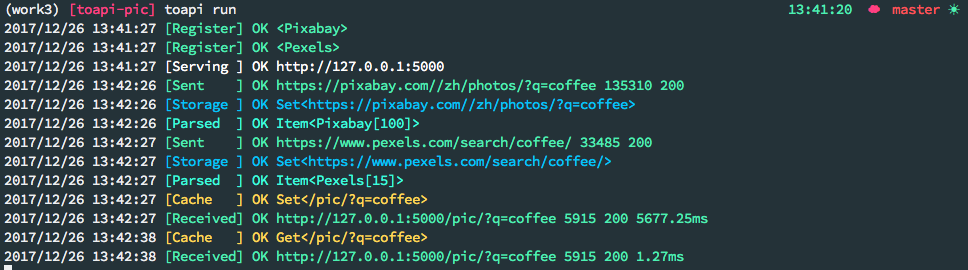 (work3) [toapi-pic] toapi run 13:41:20 master
2017/12/26 13:41:27 [Register] OK <Pixabay>
2017/12/26 13:41:27 [Register] OK <Pexels>
2017/12/26 13:41:27 [Serving ] OK http://127.0.0.1:5000
2017/12/26 13:42:26 [Sent    ] OK https://pixabay.com//zh/photos/?q=coffee 135310 200
2017/12/26 13:42:26 [Storage ] OK Set<https://pixabay.com//zh/photos/?q=coffee>
2017/12/26 13:42:26 [Parsed  ] OK Item<Pixabay[100]>
2017/12/26 13:42:27 [Sent    ] OK https://www.pexels.com/search/coffee/ 33485 200
2017/12/26 13:42:27 [Storage ] OK Set<https://www.pexels.com/search/coffee/>
2017/12/26 13:42:27 [Parsed  ] OK Item<Pexels[15]>
2017/12/26 13:42:27 [Cache   ] OK Set</pic/?q=coffee>
2017/12/26 13:42:27 [Received] OK http://127.0.0.1:5000/pic/?q=coffee 5915 200 5677.25ms
2017/12/26 13:42:38 [Cache   ] OK Get</pic/?q=coffee>
2017/12/26 13:42:38 [Received] OK http://127.0.0.1:5000/pic/?q=coffee 5915 200 1.27ms